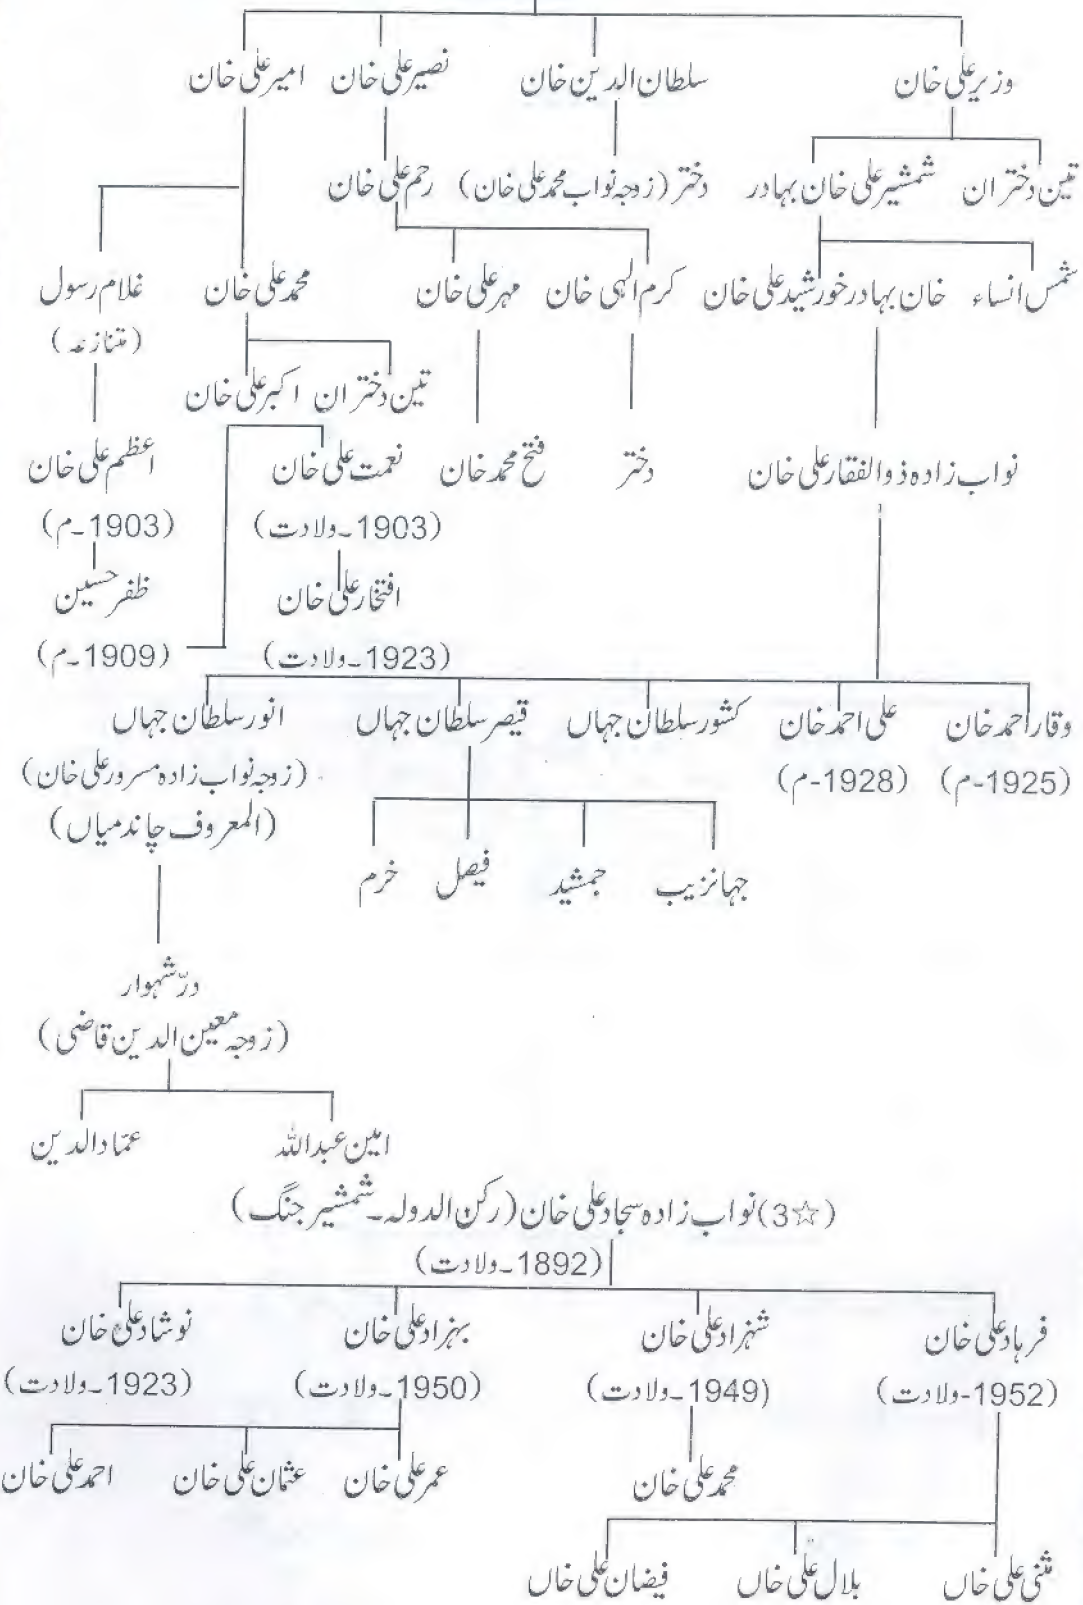 وزیر علی خان سلطان الدین خان نصیر علی خان امیر علی خان
تین دختران شمشیر علی خان بہادر دختر (زوجہ نواب محمد علی خان) رحم علی خان
شمس انساء خان بہادر خورشید علی خان کرم الٰہی خان مہر علی خان محمد علی خان غلام رسول
(متنازعہ)
تین دختران اکبر علی خان
نواب زادہ ذوالفقار علی خان دختر فتح محمد خان نعمت علی خان اعظم علی خان
(1903۔ولادت) (1903۔م)
افتخار علی خان ظفر حسین
(1923۔ولادت) (1909۔م)
وقار احمد خان علی احمد خان کشور سلطان جہاں قیصر سلطان جہاں انور سلطان جہاں
(1925-م) (1928-م) (زوجہ نواب زادہ مسرور علی خان)
(المعروف چاند میاں)
جہانزیب جمشید فیصل خرم
درّ شہوار
(زوجہ معین الدین قاضی)
امین عبداللہ عماد الدین
(☆3) نواب زادہ سجاد علی خان (رکن الدولہ۔شمشیر جنگ)
(1892۔ولادت)
فرہاد علی خان شہزاد علی خان بہزاد علی خان نوشاد علی خان
(1952-ولادت) (1949۔ولادت) (1950۔ولادت) (1923۔ولادت)
محمد علی خان عمر علی خان عثمان علی خان احمد علی خان
مثنی علی خاں بلال علی خاں فیضان علی خاں